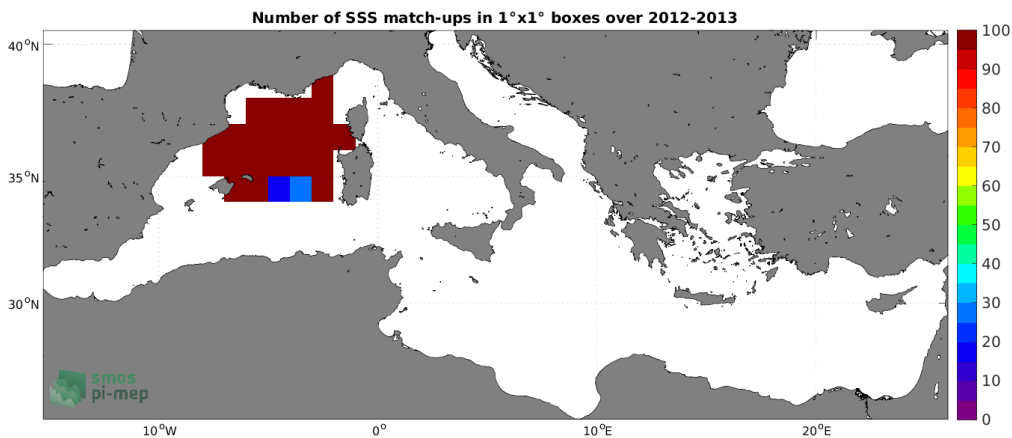 Number of SSS match-ups in 1°x1° boxes over 2012-2013
40°N
35°N
30°N
10°W
0°
10°E
20°E
100
90
80
70
60
50
40
30
20
10
0
smos
pi-mep